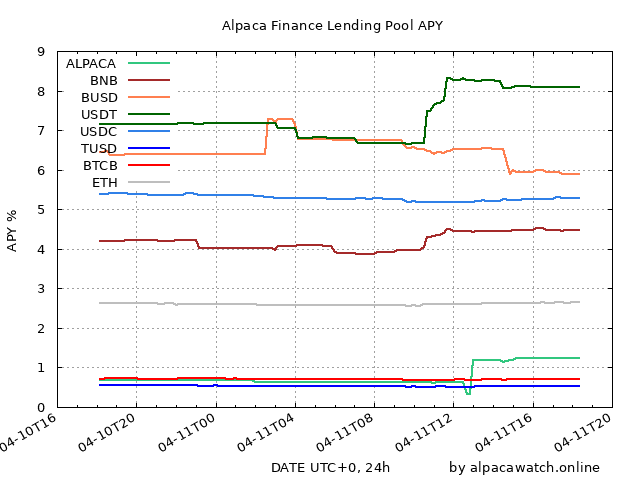 Alpaca Finance Lending Pool APY
9
8
7
6
5
4
3
2
1
0
APY %
ALPACA
BNB
BUSD
USDT
USDC
TUSD
BTCB
ETH
04-10T16
04-10T20
04-11T00
04-11T04
04-11T08
04-11T12
04-11T16
04-11T20
DATE UTC+0, 24h
by alpacawatch.online